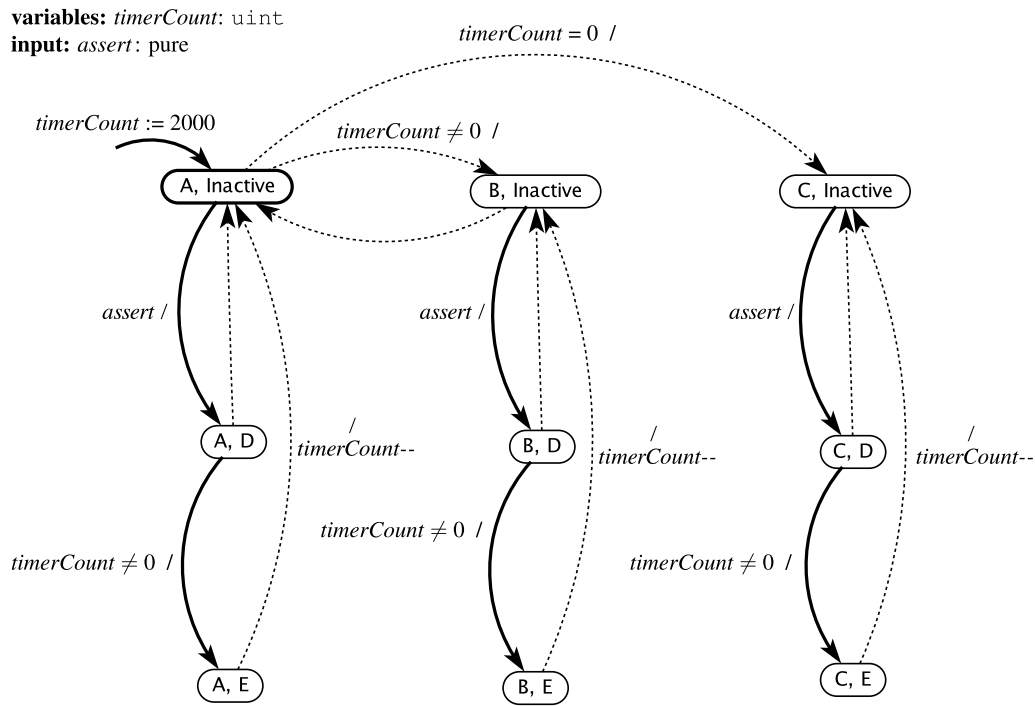 variables: timerCount: uint
input: assert: pure
timerCount = 0 /
timerCount := 2000
timerCount ≠ 0 /
A, Inactive
B, Inactive
C, Inactive
assert /
assert /
assert /
A, D
B, D
C, D
/
timerCount--
/
timerCount--
/
timerCount--
timerCount ≠ 0 /
timerCount ≠ 0 /
timerCount ≠ 0 /
A, E
B, E
C, E